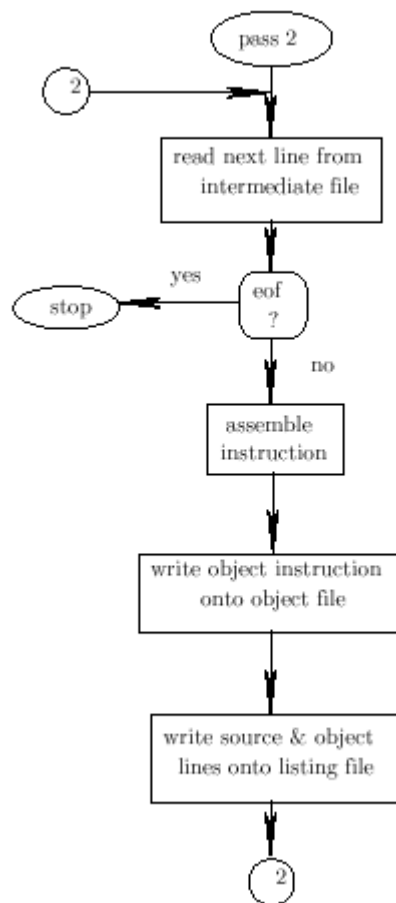 pass 2
2
read next line from
intermediate file
yes
eof
?
stop
no
assemble
instruction
write object instruction
onto object file
write source & object
lines onto listing file
2